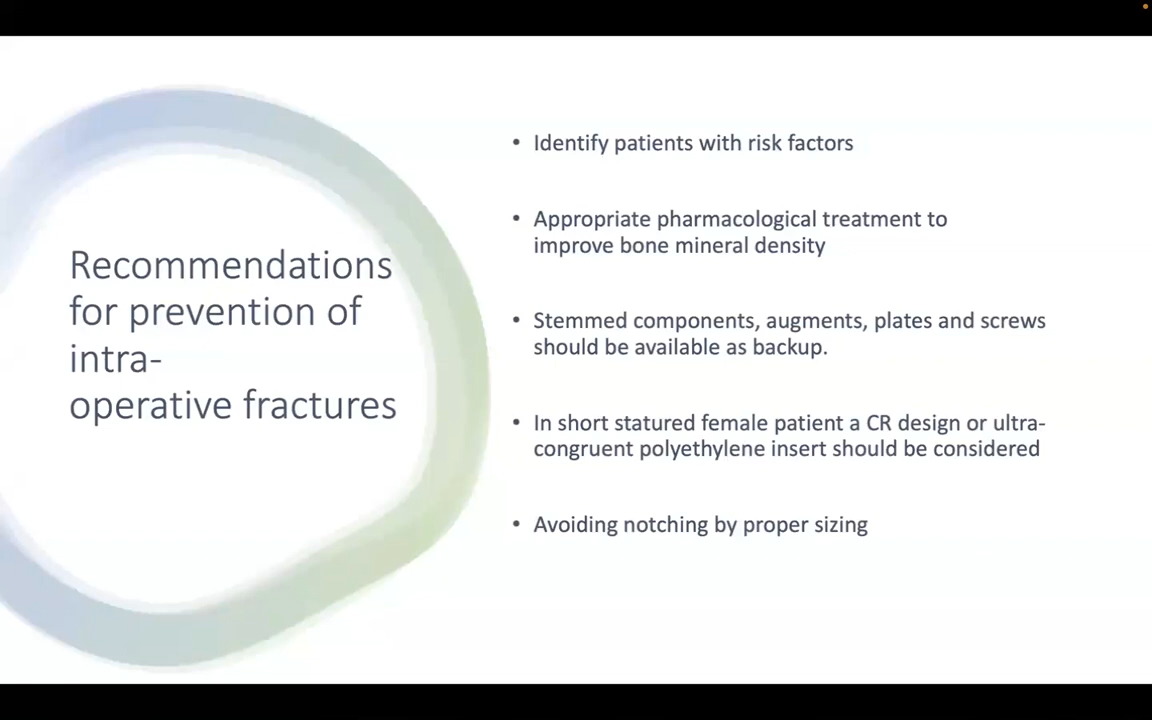 Recommendations
for prevention of
intra-
operative fractures
• Identify patients with risk factors
• Appropriate pharmacological treatment to
improve bone mineral density
• Stemmed components, augments, plates and screws
should be available as backup.
• In short statured female patient a CR design or ultra-
congruent polyethylene insert should be considered
• Avoiding notching by proper sizing